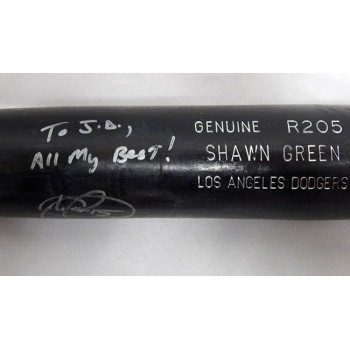 To J.D.,
All My Best!
GENUINE R205
SHAWN GREEN
LOS ANGELES DODGERS